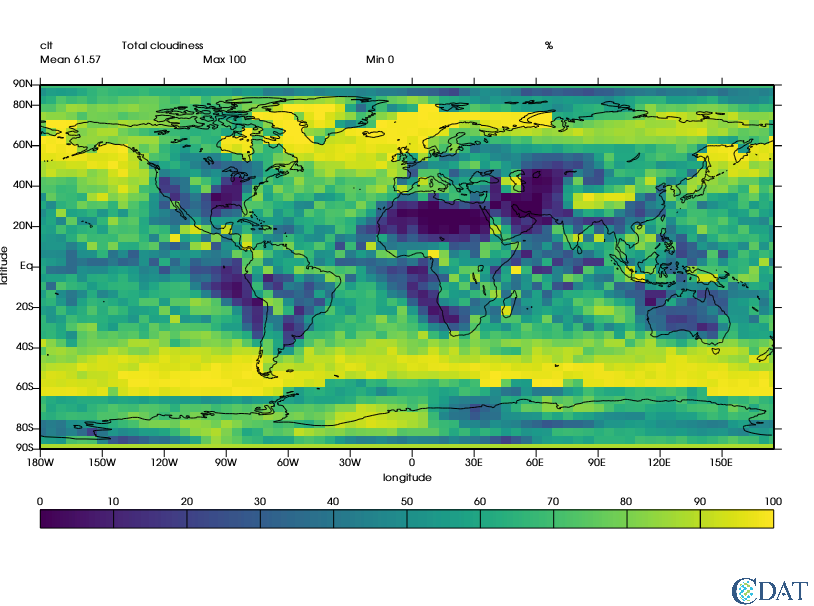 clt Total cloudiness %
Mean 61.57 Max 100 Min 0
90N
80N
60N
40N
20N
Eq
20S
40S
60S
80S
90S
latitude
180W 150W 120W 90W 60W 30W 0 30E 60E 90E 120E 150E
longitude
0 10 20 30 40 50 60 70 80 90 100
CDAT